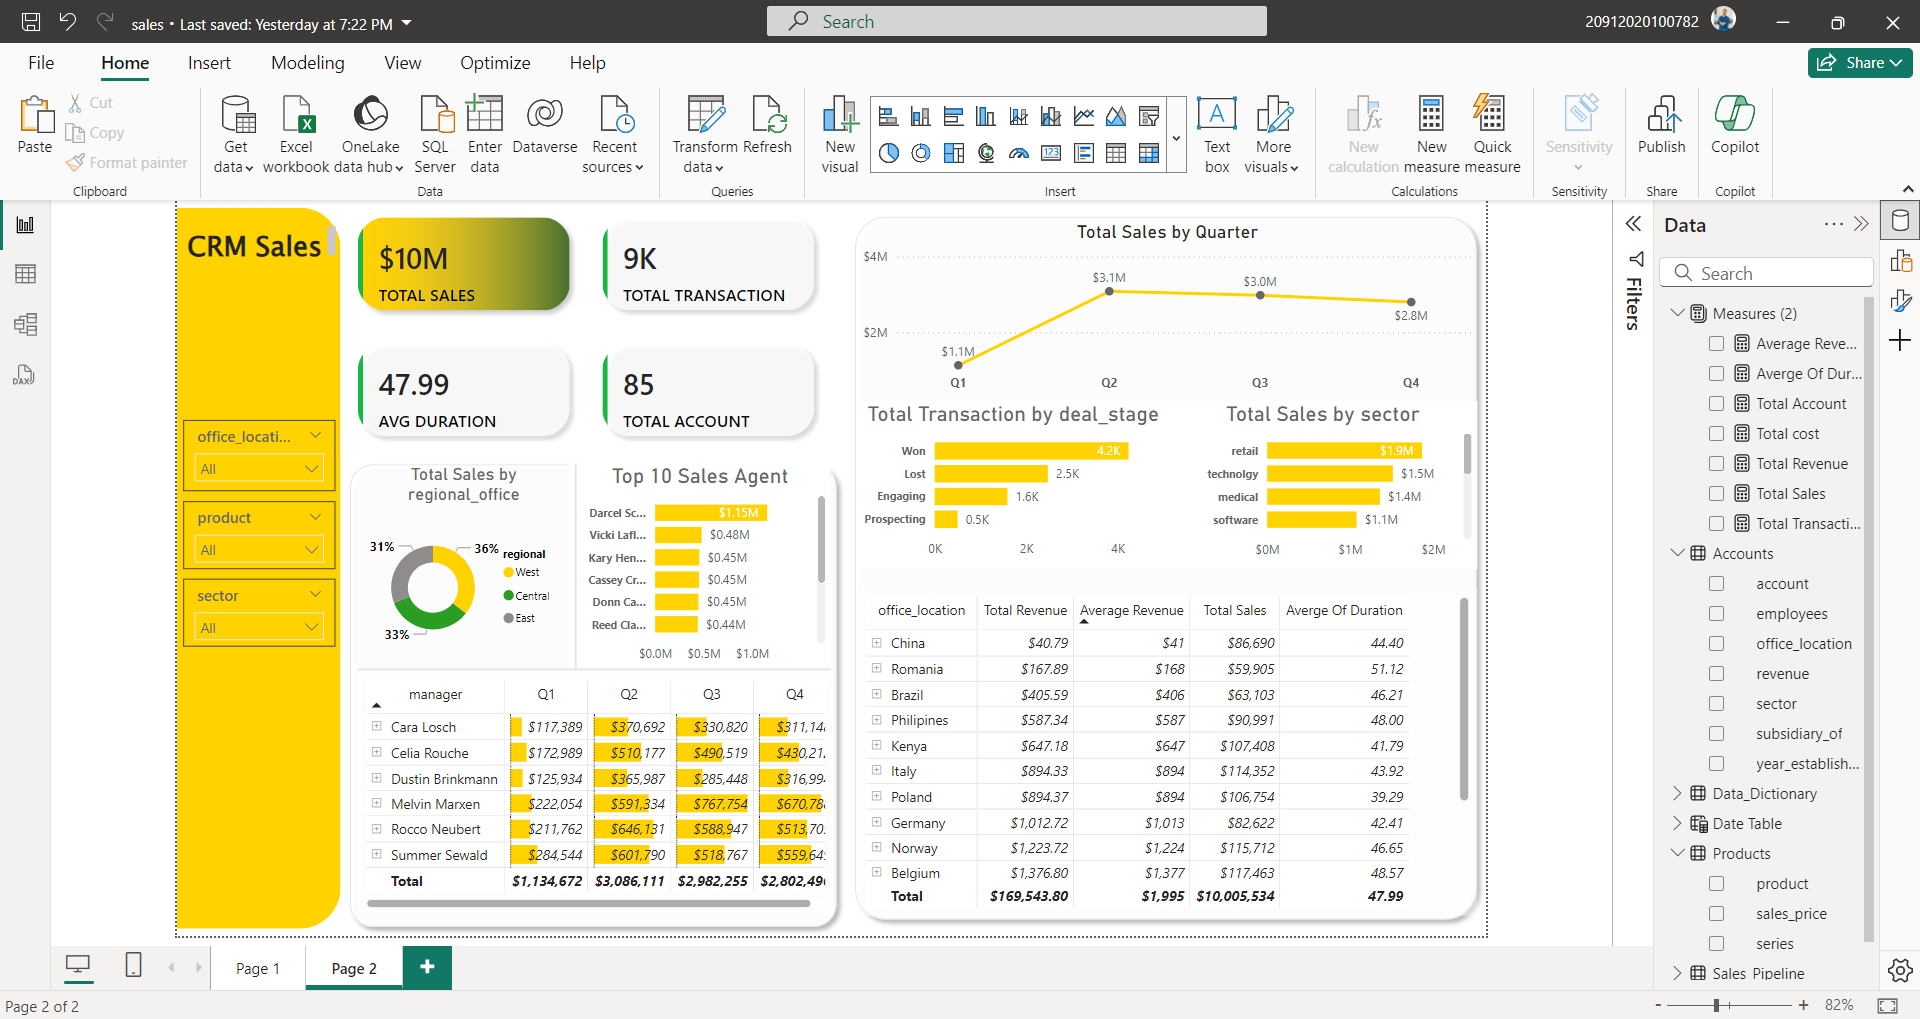 sales • Last saved: Yesterday at 7:22 PM
Search
20912020100782
File
Home
Insert
Modeling
View
Optimize
Help
Share
Paste
Cut
Copy
Format painter
Clipboard
Get data
Excel workbook
OneLake data hub
SQL Server
Enter data
Dataverse
Recent sources
Data
Transform data
Refresh
Queries
New visual
123
Text box
A
More visuals
Insert
New calculation
New measure
Quick measure
Calculations
Sensitivity
Sensitivity
Publish
Share
Copilot
Copilot
CRM Sales
office_locati...
All
product
All
sector
All
$10M
TOTAL SALES
9K
TOTAL TRANSACTION
47.99
AVG DURATION
85
TOTAL ACCOUNT
Total Sales by
regional_office
31%
36%
33%
regional
West
Central
East
Top 10 Sales Agent
Darcel Sc... $1.15M
Vicki Lafl... $0.48M
Kary Hen... $0.45M
Cassey Cr... $0.45M
Donn Ca... $0.45M
Reed Cla... $0.44M
$0.0M $0.5M $1.0M
manager Q1 Q2 Q3 Q4
Cara Losch $117,389 $370,692 $330,820 $311,14
Celia Rouche $172,989 $510,177 $490,519 $430,21
Dustin Brinkmann $125,934 $365,987 $285,448 $316,99
Melvin Marxen $222,054 $591,334 $767,754 $670,78
Rocco Neubert $211,762 $646,131 $588,947 $513,70
Summer Sewald $284,544 $601,790 $518,767 $559,64
Total $1,134,672 $3,086,111 $2,982,255 $2,802,49
Total Sales by Quarter
$4M
$2M
$1.1M
$3.1M
$3.0M
$2.8M
Q1 Q2 Q3 Q4
Total Transaction by deal_stage
Won 4.2K
Lost 2.5K
Engaging 1.6K
Prospecting 0.5K
0K 2K 4K
Total Sales by sector
retail $1.9M
technolgy $1.5M
medical $1.4M
software $1.1M
$0M $1M $2M
office_location Total Revenue Average Revenue Total Sales Averge Of Duration
China $40.79 $41 $86,690 44.40
Romania $167.89 $168 $59,905 51.12
Brazil $405.59 $406 $63,103 46.21
Philipines $587.34 $587 $90,991 48.00
Kenya $647.18 $647 $107,408 41.79
Italy $894.33 $894 $114,352 43.92
Poland $894.37 $894 $106,754 39.29
Germany $1,012.72 $1,013 $82,622 42.41
Norway $1,223.72 $1,224 $115,712 46.65
Belgium $1,376.80 $1,377 $117,463 48.57
Total $169,543.80 $1,995 $10,005,534 47.99
Filters
Data
Search
Measures (2)
Average Reve...
Averge Of Dur...
Total Account
Total cost
Total Revenue
Total Sales
Total Transacti...
Accounts
account
employees
office_location
revenue
sector
subsidiary_of
year_establish...
Data_Dictionary
Date Table
Products
product
sales_price
series
Sales Pipeline
DAX
Page 1
Page 2
Page 2 of 2
82%